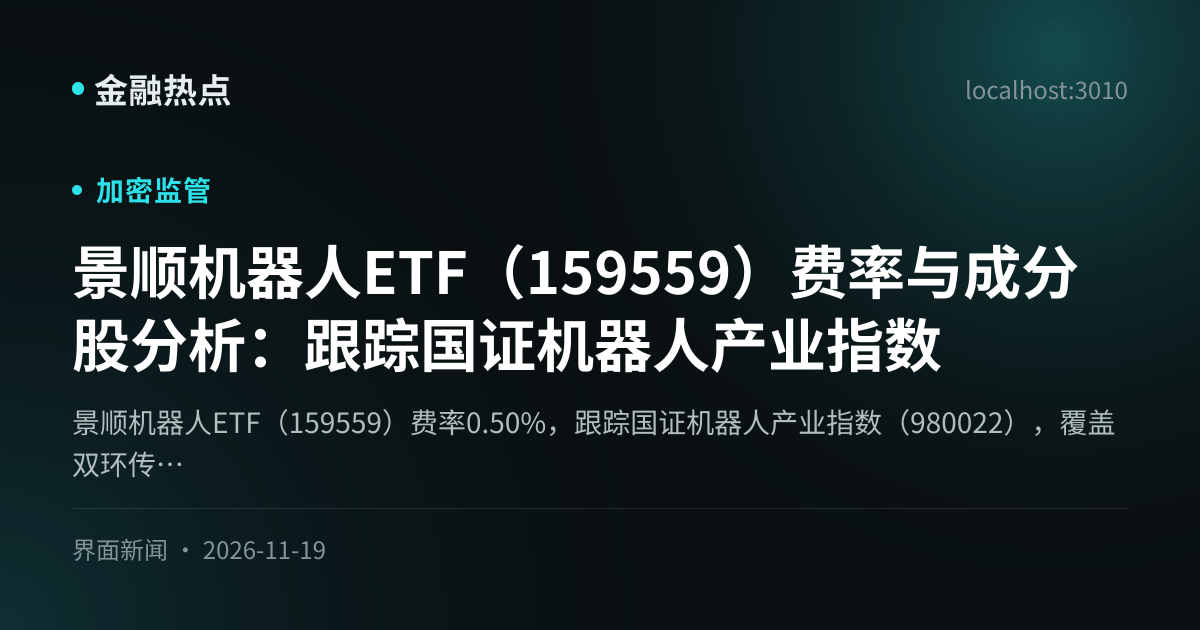 金融热点
localhost:3010
加密监管
景顺机器人ETF（159559）费率与成分
股分析：跟踪国证机器人产业指数
景顺机器人ETF（159559）费率0.50%，跟踪国证机器人产业指数（980022），覆盖
双环传…
界面新闻 · 2026-11-19